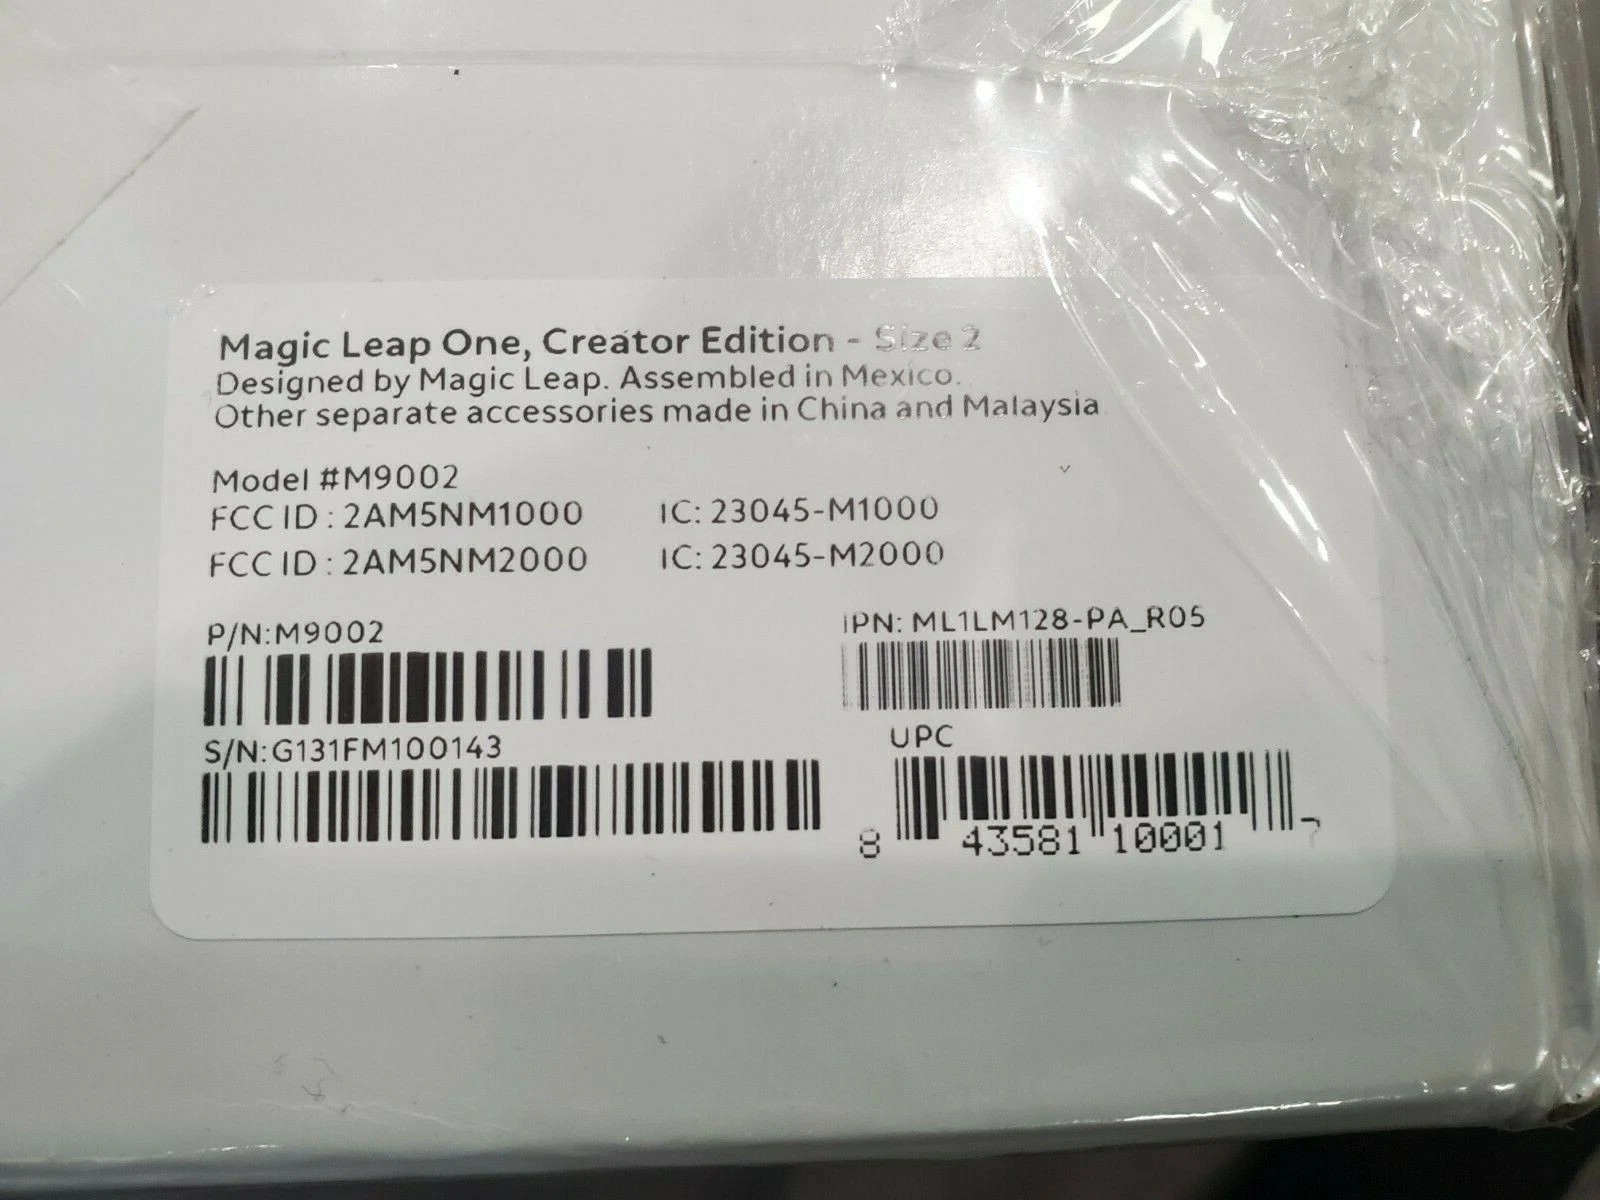 Magic Leap One, Creator Edition - Size 2
Designed by Magic Leap. Assembled in Mexico.
Other separate accessories made in China and Malaysia
Model #M9002
FCC ID : 2AM5NM1000 IC: 23045-M1000
FCC ID : 2AM5NM2000 IC: 23045-M2000
P/N:M9002
IPN: ML1LM128-PA_R05
S/N:G131FM100143
UPC
8 43581 10001 7